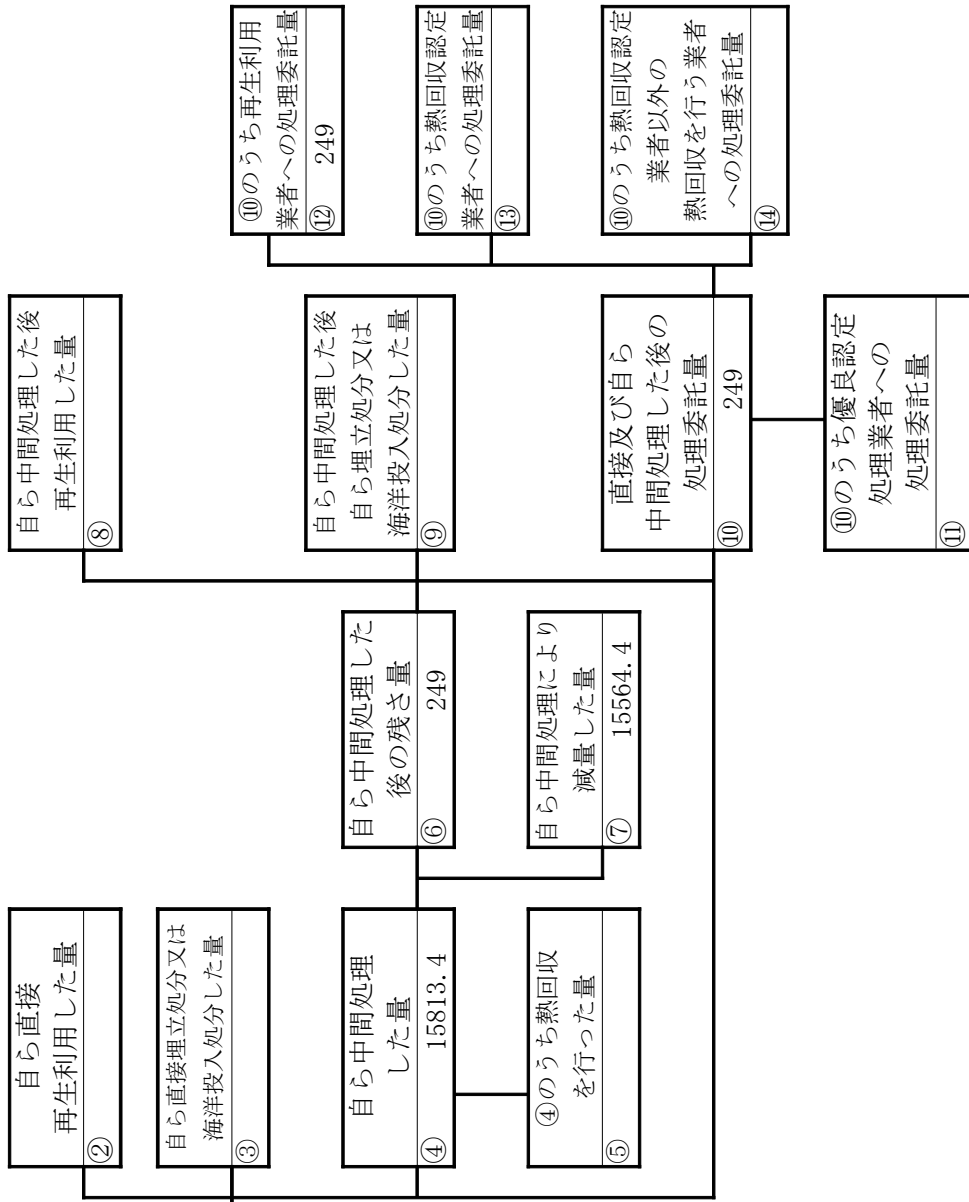 自ら直接
再生利用した量
②
自ら直接埋立処分又は
海洋投入処分した量
③
自ら中間処理
した量
④ 15813.4
④のうち熱回収
を行った量
⑤
自ら中間処理した
後の残さ量
⑥ 249
自ら中間処理により
減量した量
⑦ 15564.4
自ら中間処理した後
再生利用した量
⑧
自ら中間処理した後
自ら埋立処分又は
海洋投入処分した量
⑨
直接及び自ら
中間処理した後の
処理委託量
⑩ 249
⑩のうち優良認定
処理業者への
処理委託量
⑪
⑩のうち再生利用
業者への処理委託量
⑫ 249
⑩のうち熱回収認定
業者への処理委託量
⑬
⑩のうち熱回収認定
業者以外の
熱回収を行う業者
への処理委託量
⑭